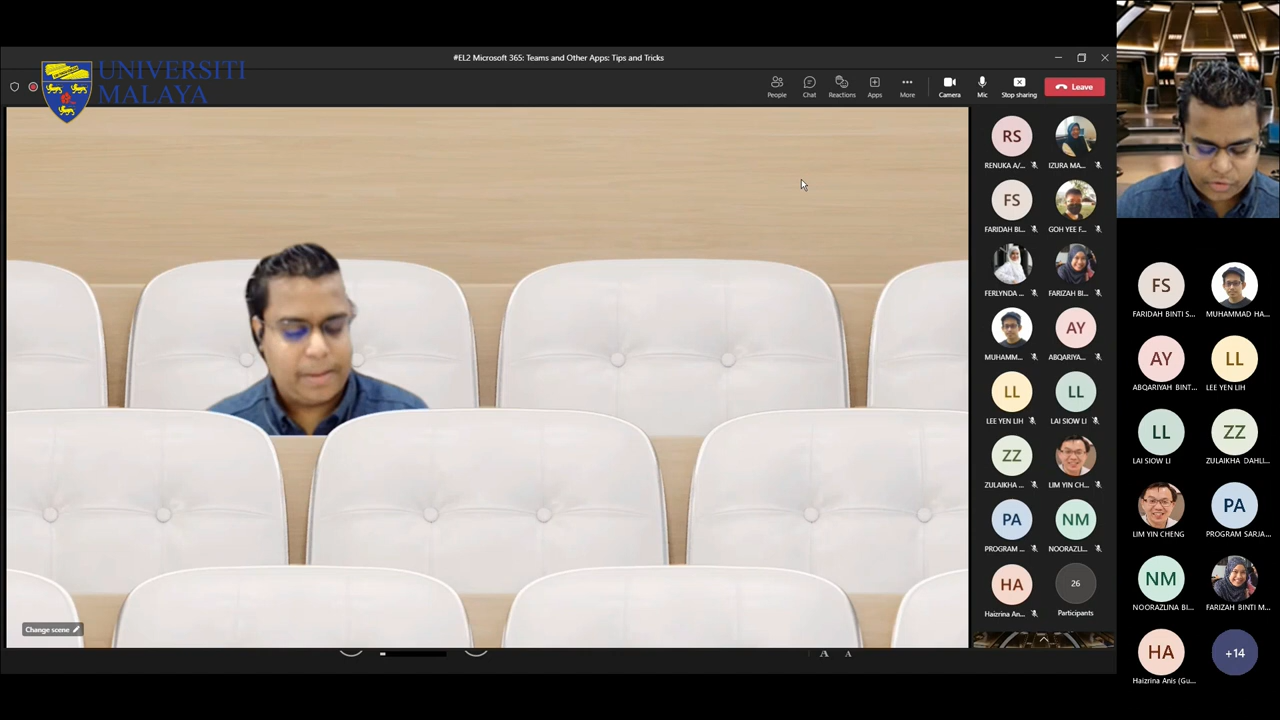 #EL2 Microsoft 365: Teams and Other Apps: Tips and Tricks
UNIVERSITI
MALAYA
People
Chat
Reactions
Apps
More
Camera
Mic
Stop sharing
Leave
RS
RENUKA A/...
IZURA MA...
FS
FARIDAH BI...
GOH YEE F...
FERLYNDA ...
FARIZAH BI...
MUHAMM...
AY
ABQARIYA...
LL
LEE YEN LIH
LL
LAI SIOW LI
ZZ
ZULAIKHA ...
LIM YIN CH...
PA
PROGRAM ...
NM
NOORAZLI...
HA
Haizrina An...
26
Participants
Change scene
A A
FS
FARIDAH BINTI S...
MUHAMMAD HA...
AY
ABQARIYAH BINT...
LL
LEE YEN LIH
LL
LAI SIOW LI
ZZ
ZULAIKHA DAHLI...
LIM YIN CHENG
PA
PROGRAM SARJA...
NM
NOORAZLINA BI...
FARIZAH BINTI M...
HA
Haizrina Anis (Gu...
+14